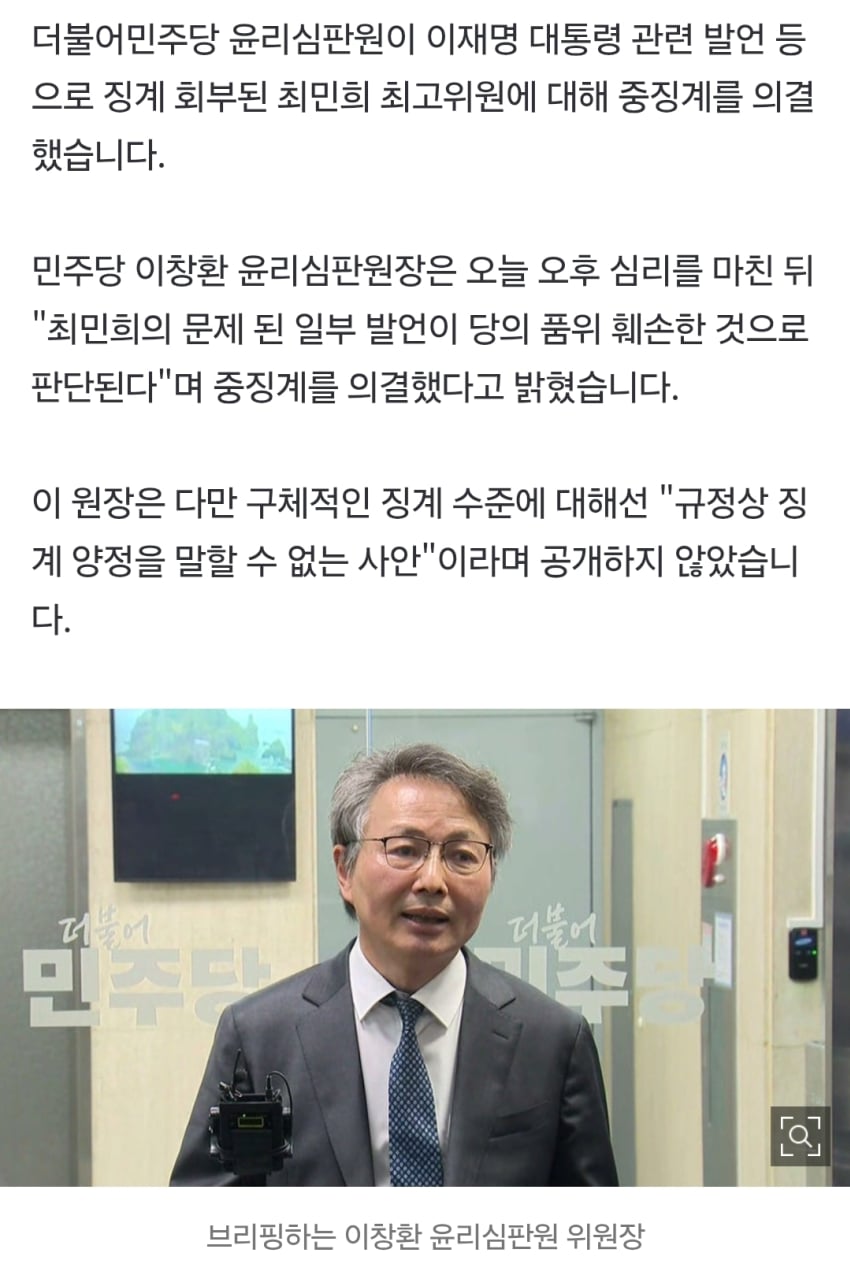 더불어민주당 윤리심판원이 이재명 대통령 관련 발언 등
으로 징계 회부된 최민희 최고위원에 대해 중징계를 의결
했습니다.
민주당 이창환 윤리심판원장은 오늘 오후 심리를 마친 뒤
"최민희의 문제 된 일부 발언이 당의 품위 훼손한 것으로
판단된다"며 중징계를 의결했다고 밝혔습니다.
이 원장은 다만 구체적인 징계 수준에 대해선 "규정상 징
계 양정을 말할 수 없는 사안"이라며 공개하지 않았습니
다.
더불어
민주당
더불어
민주당
브리핑하는 이창환 윤리심판원 위원장